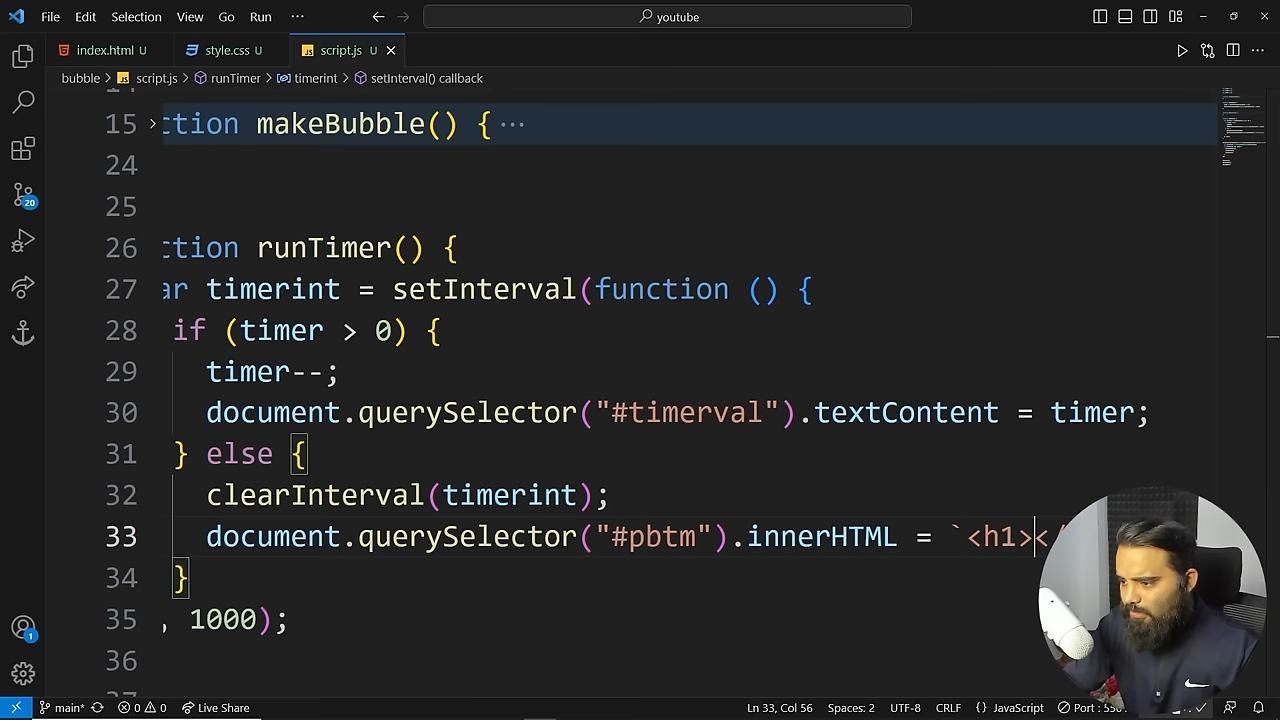 File Edit Selection View Go Run ··· youtube
index.html U style.css U script.js U
bubble > script.js > runTimer > timerint > setInterval() callback
15 ction makeBubble() {···
24
25
26 ction runTimer() {
27 ar timerint = setInterval(function () {
28 if (timer > 0) {
29 timer--;
30 document.querySelector("#timerval").textContent = timer;
31 } else {
32 clearInterval(timerint);
33 document.querySelector("#pbtm").innerHTML = `<h1></
34 }
35 , 1000);
36
20
1
main* 0 0 Live Share Ln 33, Col 56 Spaces: 2 UTF-8 CRLF {} JavaScript Port : 550